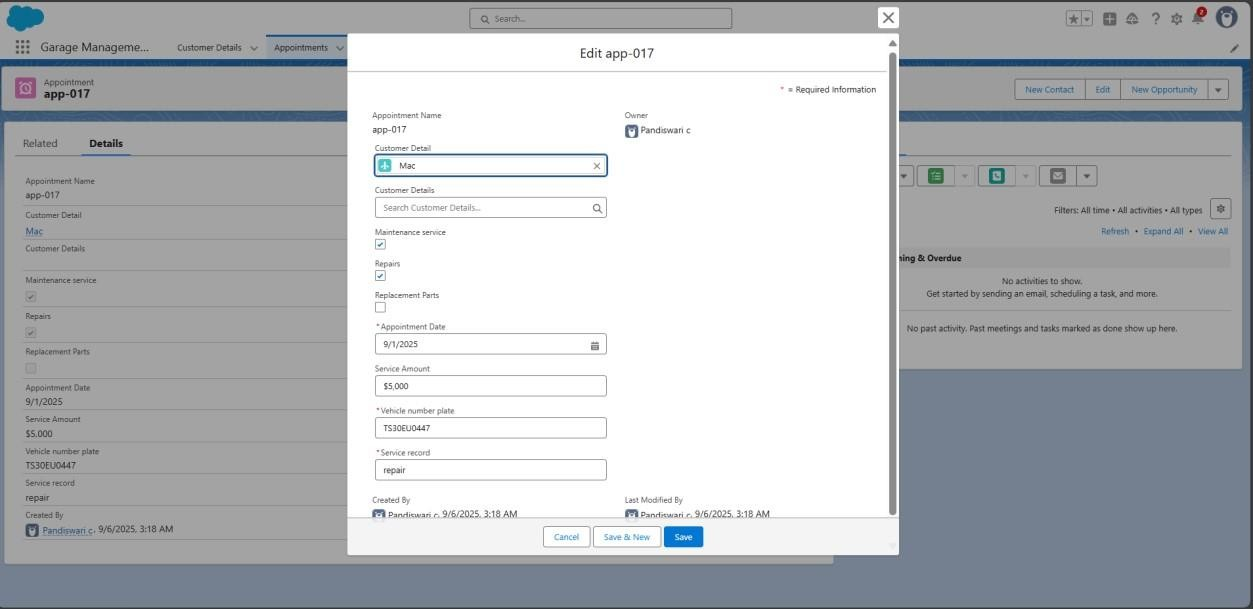 Search...
2
Garage Manageme...
Customer Details
Appointments
Appointment
app-017
New Contact
Edit
New Opportunity
Related
Details
Appointment Name
app-017
Customer Detail
Mac
Customer Details
Maintenance service
Repairs
Replacement Parts
Appointment Date
9/1/2025
Service Amount
$5,000
Vehicle number plate
TS30EU0447
Service record
repair
Created By
Pandiswari c, 9/6/2025, 3:18 AM
Edit app-017
* = Required Information
Appointment Name
app-017
Owner
Pandiswari c
Customer Detail
Mac
Customer Details
Search Customer Details...
Maintenance service
Repairs
Replacement Parts
*Appointment Date
9/1/2025
Service Amount
$5,000
*Vehicle number plate
TS30EU0447
*Service record
repair
Created By
Pandiswari c, 9/6/2025, 3:18 AM
Last Modified By
Pandiswari c, 9/6/2025, 3:18 AM
Cancel
Save & New
Save
Filters: All time • All activities • All types
Refresh • Expand All • View All
ning & Overdue
No activities to show.
Get started by sending an email, scheduling a task, and more.
No past activity. Past meetings and tasks marked as done show up here.